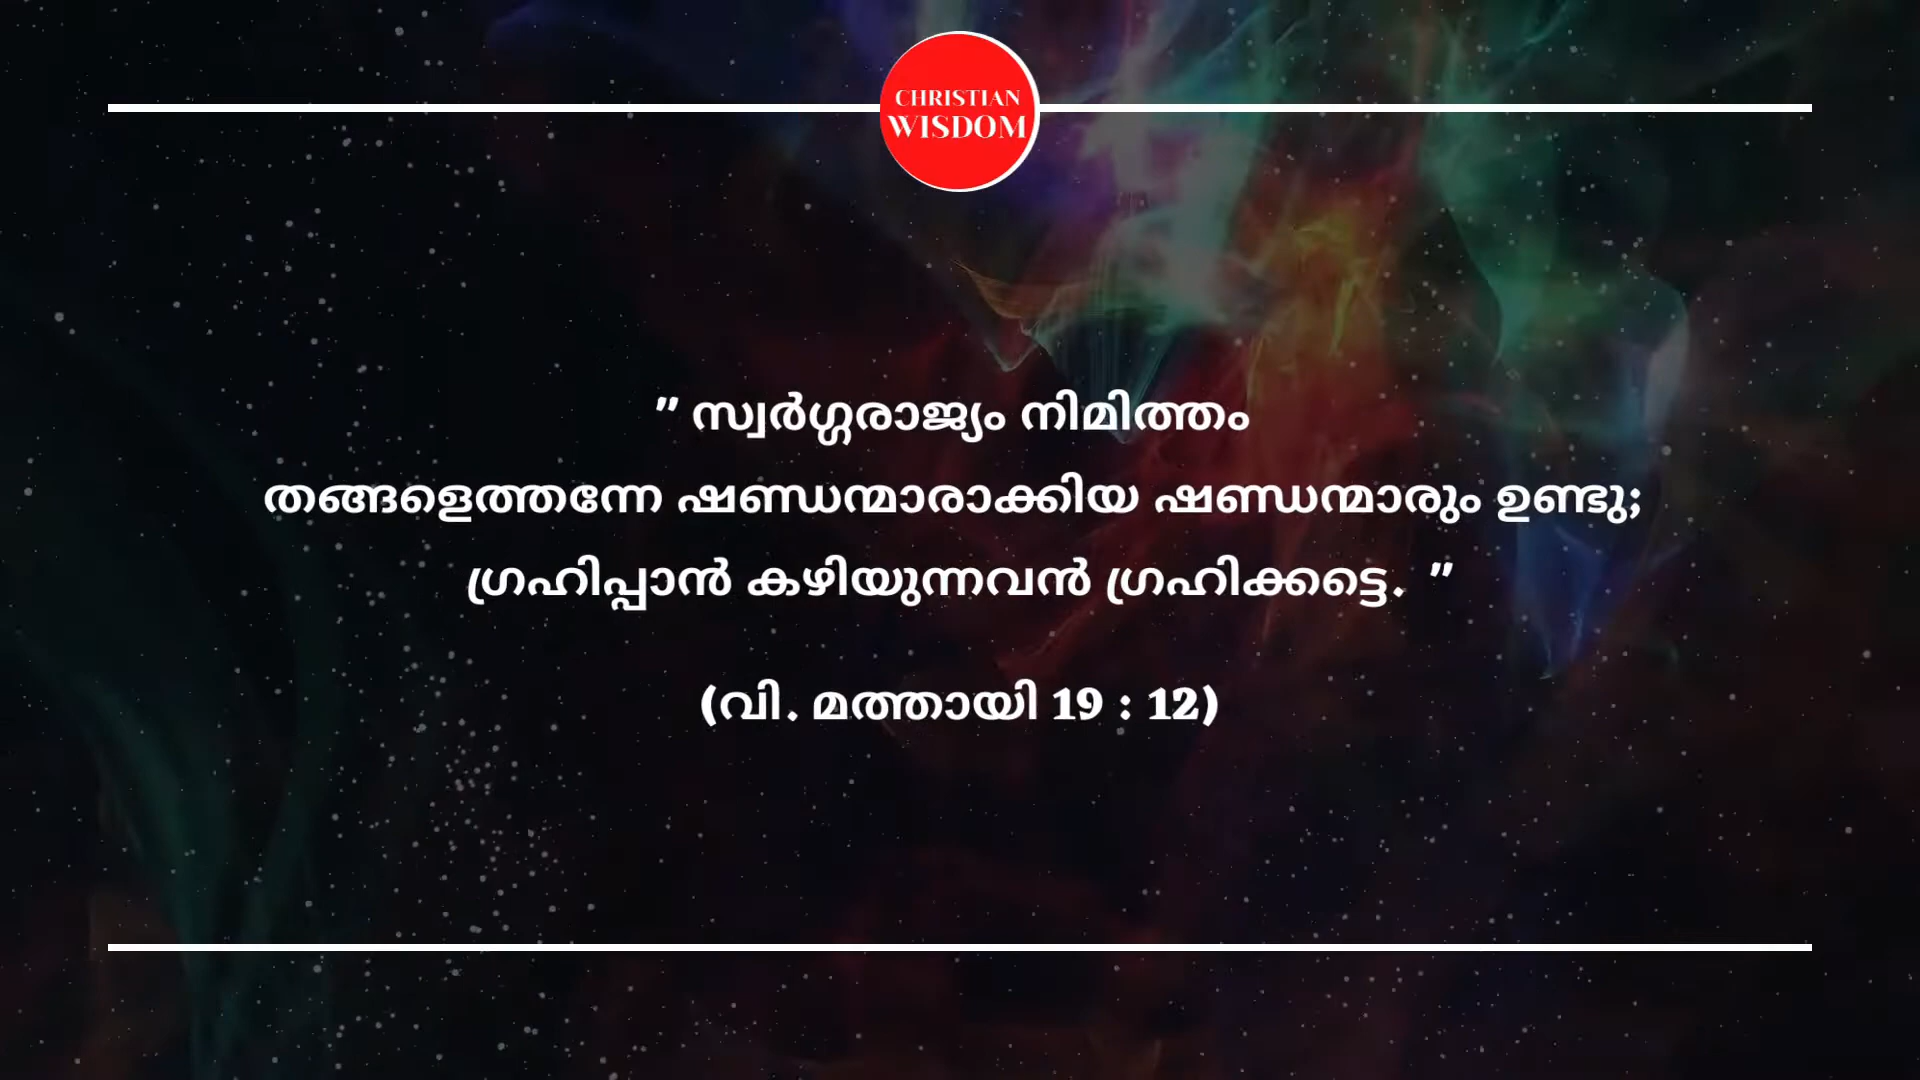 CHRISTIAN
WISDOM
" സ്വർഗ്ഗരാജ്യം നിമിത്തം
തങ്ങളെത്തന്നേ ഷണ്ഡന്മാരാക്കിയ ഷണ്ഡന്മാരും ഉണ്ടു;
ഗ്രഹിപ്പാൻ കഴിയുന്നവൻ ഗ്രഹിക്കട്ടെ. "
(വി. മത്തായി 19 : 12)